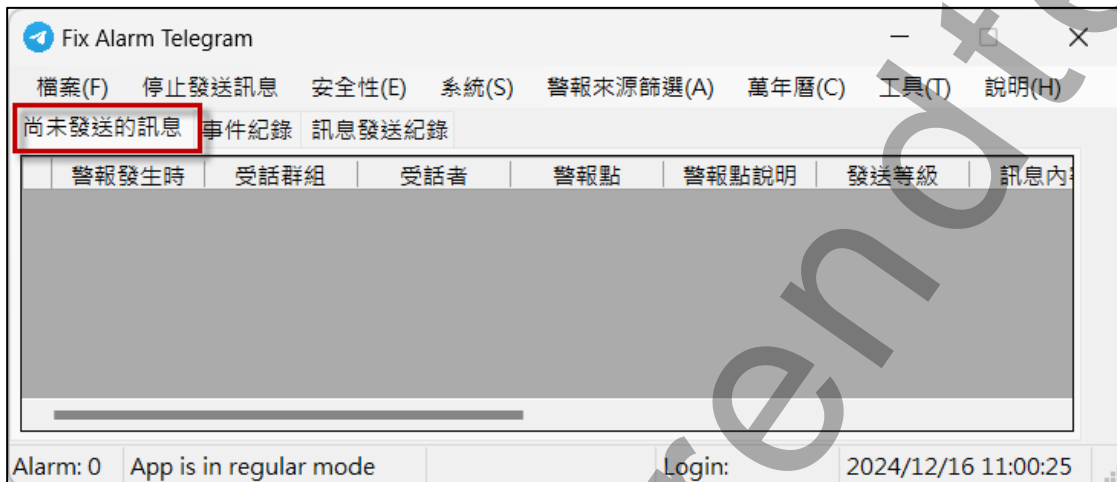 Fix Alarm Telegram
檔案(F) 停止發送訊息 安全性(E) 系統(S) 警報來源篩選(A) 萬年曆(C) 工具(T) 說明(H)
尚未發送的訊息 事件紀錄 訊息發送紀錄
警報發生時 受話群組 受話者 警報點 警報點說明 發送等級 訊息內
Alarm: 0 App is in regular mode Login: 2024/12/16 11:00:25
rendto